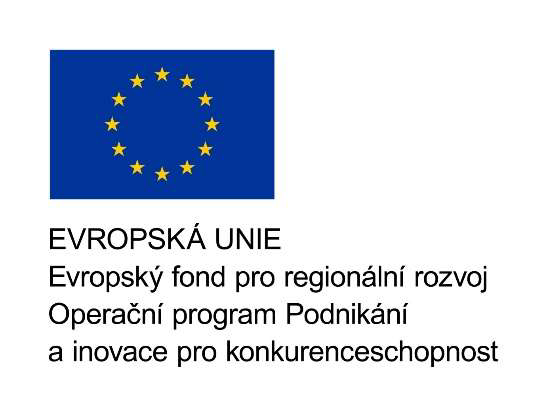 EVROPSKÁ UNIE
Evropský fond pro regionální rozvoj
Operační program Podnikání
a inovace pro konkurenceschopnost